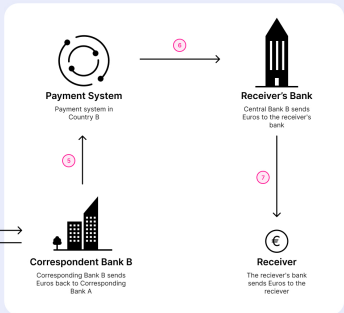 6
Payment System
Payment system in
Country B
Receiver's Bank
Central Bank B sends
Euros to the receiver's
bank
5
7
€
Correspondent Bank B
Corresponding Bank B sends
Euros back to Corresponding
Bank A
Receiver
The reciever's bank
sends Euros to the
reciever